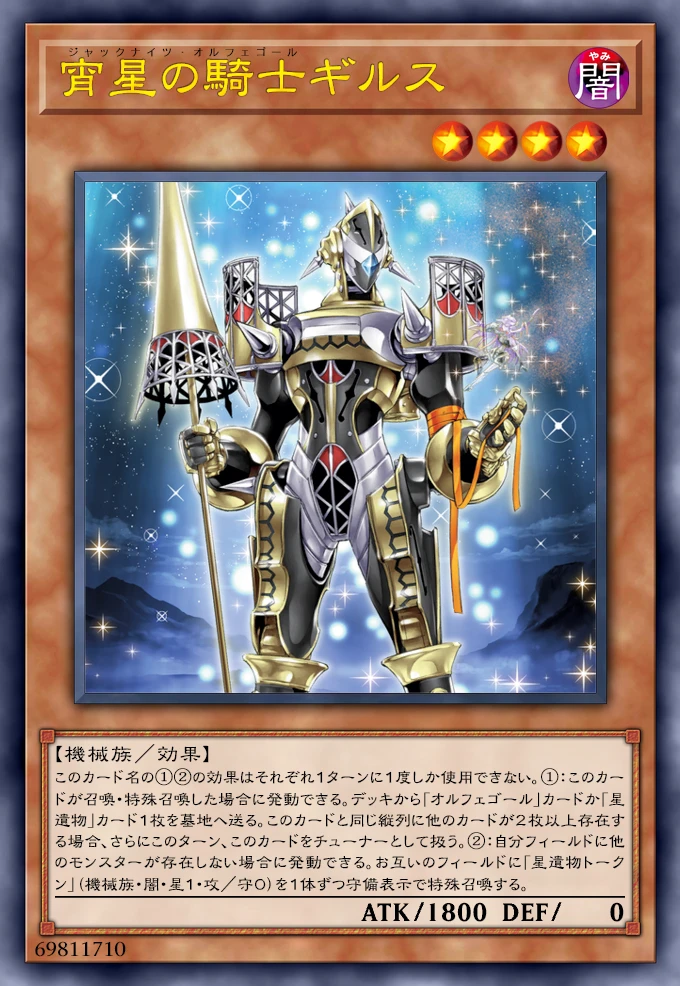 ジャックナイツ・オルフェゴール
宵星の騎士ギルス
やみ
闇
【機械族／効果】
このカード名の①②の効果はそれぞれ1ターンに1度しか使用できない。①：このカー
ドが召喚・特殊召喚した場合に発動できる。デッキから「オルフェゴール」カードか「星
遺物」カード1枚を墓地へ送る。このカードと同じ縦列に他のカードが2枚以上存在す
る場合、さらにこのターン、このカードをチューナーとして扱う。②：自分フィールドに他
のモンスターが存在しない場合に発動できる。お互いのフィールドに「星遺物トーク
ン」（機械族・闇・星1・攻／守0）を1体ずつ守備表示で特殊召喚する。
ATK/1800 DEF/ 0
69811710